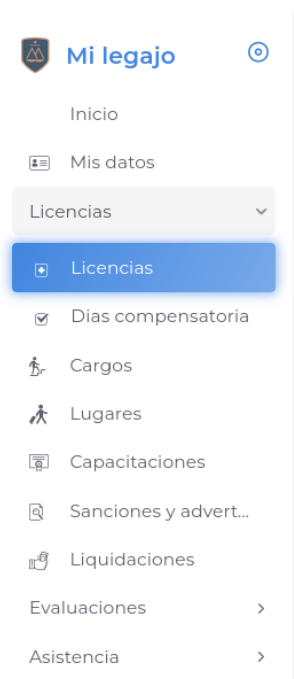 Mi legajo
Inicio
Mis datos
Licencias
Licencias
Dias compensatoria
Cargos
Lugares
Capacitaciones
Sanciones y advert...
Liquidaciones
Evaluaciones
Asistencia